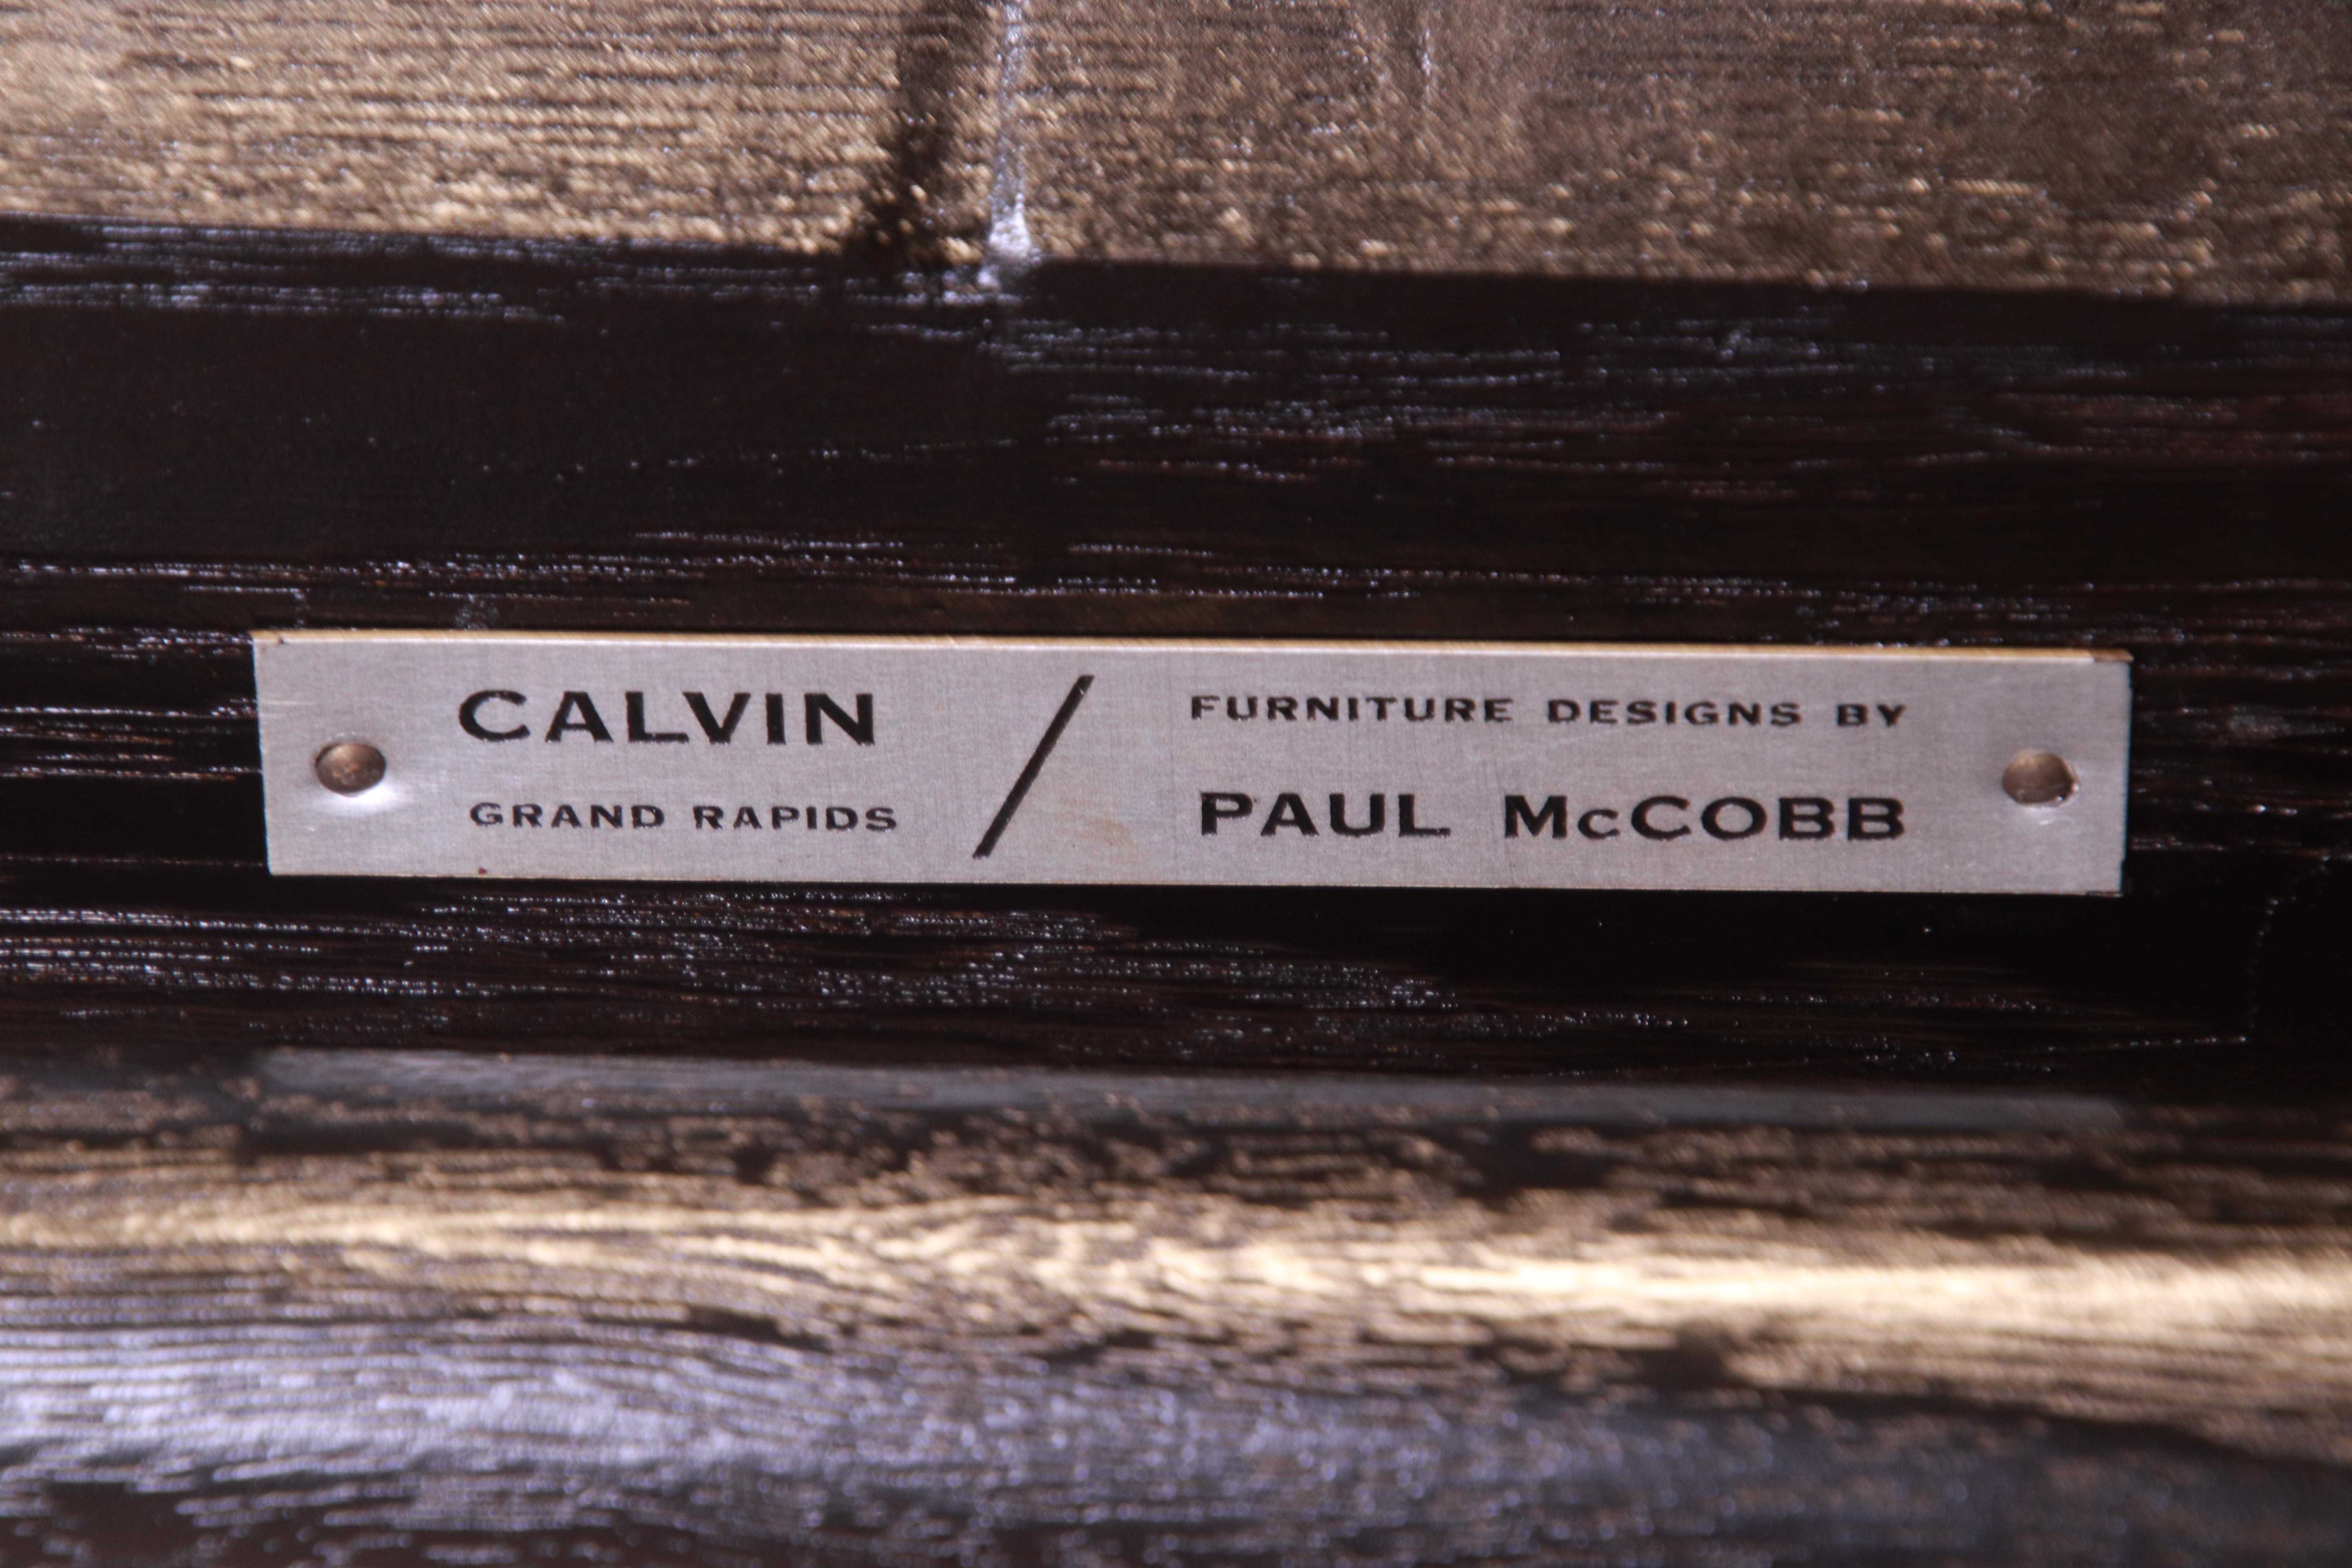 CALVIN
GRAND RAPIDS
/
FURNITURE DESIGNS BY
PAUL McCOBB